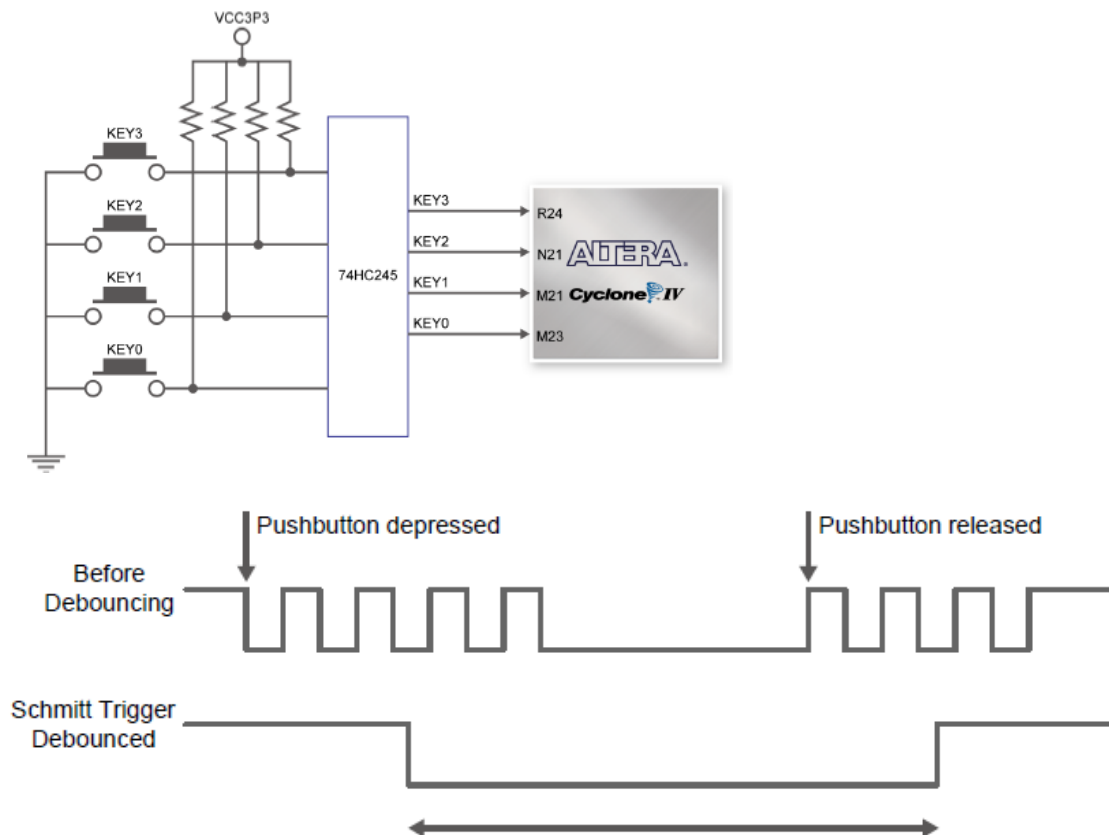 VCC3P3
KEY3
KEY2
KEY1
KEY0
74HC245
KEY3
KEY2
KEY1
KEY0
R24
N21
M21
M23
ALTERA®
Cyclone IV
Pushbutton depressed
Pushbutton released
Before
Debouncing
Schmitt Trigger
Debounced